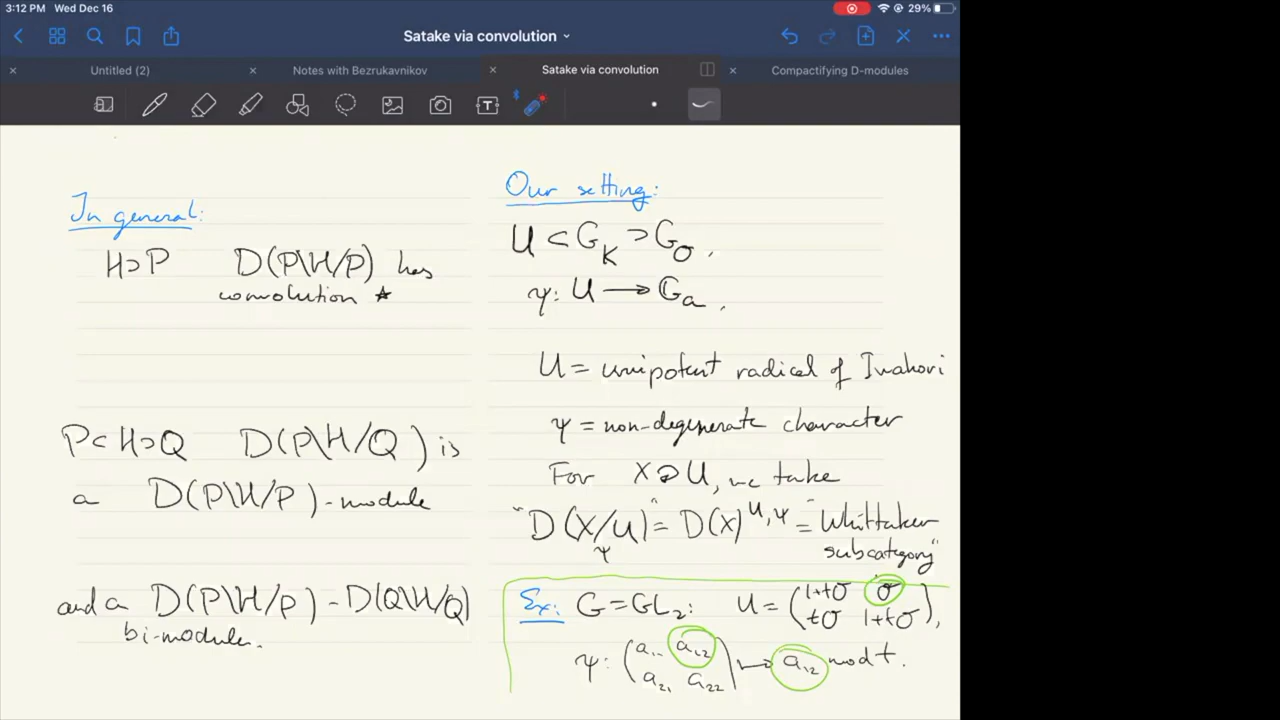 3:12 PM Wed Dec 16
29%
Satake via convolution
Untitled (2)
Notes with Bezrukavnikov
Satake via convolution
Compactifying D-modules
In general:
H⊃P D(P\H/P) has
convolution ★
P⊂H⊃Q D(P\H/Q) is
a D(P\H/P)-module
and a D(P\H/P) - D(Q\H/Q)
bi-module.
Our setting:
U < G_K ⊃ G_O,
ψ: U → G_a,
U = unipotent radical of Iwahori
ψ = non-degenerate character
For X ⟲ U, we take
"D(X/_ψ U)" = D(X)^{U,ψ} = "Whittaker
subcategory"
Ex: G = GL_2: U = (1+tO O
tO 1+tO),
ψ: (a_11 a_12
a_21 a_22) ↦ a_12 mod t.